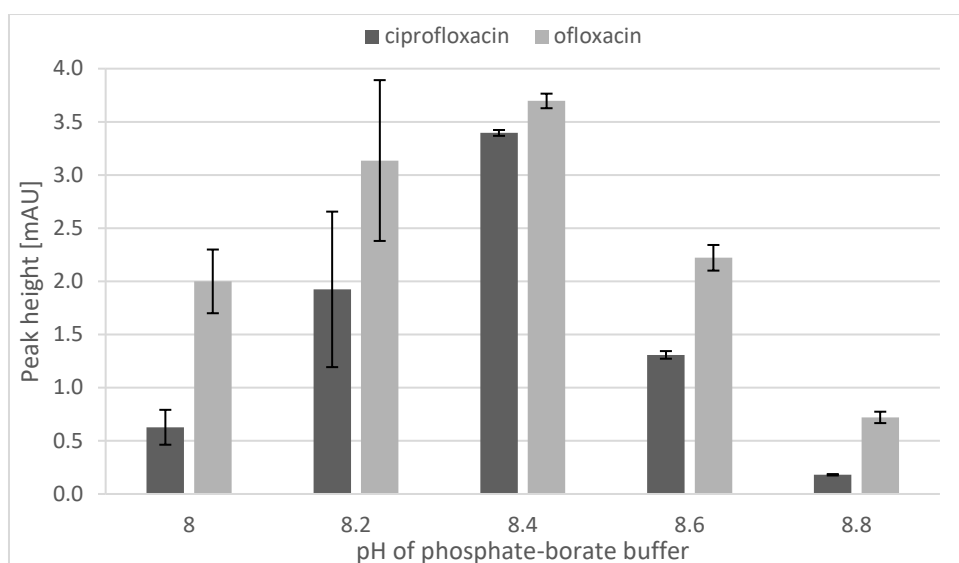 ciprofloxacin ofloxacin
4.0
3.5
3.0
2.5
2.0
1.5
1.0
0.5
0.0
Peak height [mAU]
8 8.2 8.4 8.6 8.8
pH of phosphate-borate buffer